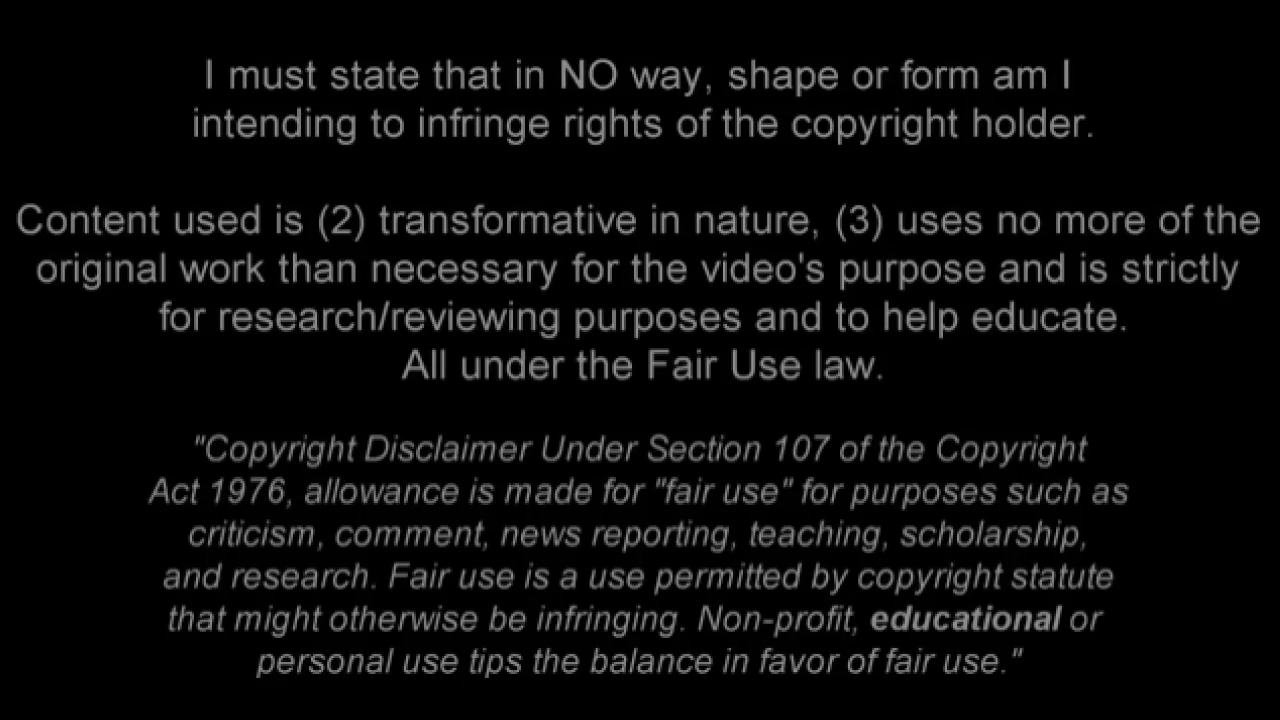 I must state that in NO way, shape or form am I
intending to infringe rights of the copyright holder.
Content used is (2) transformative in nature, (3) uses no more of the
original work than necessary for the video's purpose and is strictly
for research/reviewing purposes and to help educate.
All under the Fair Use law.
"Copyright Disclaimer Under Section 107 of the Copyright
Act 1976, allowance is made for "fair use" for purposes such as
criticism, comment, news reporting, teaching, scholarship,
and research. Fair use is a use permitted by copyright statute
that might otherwise be infringing. Non-profit, educational or
personal use tips the balance in favor of fair use."